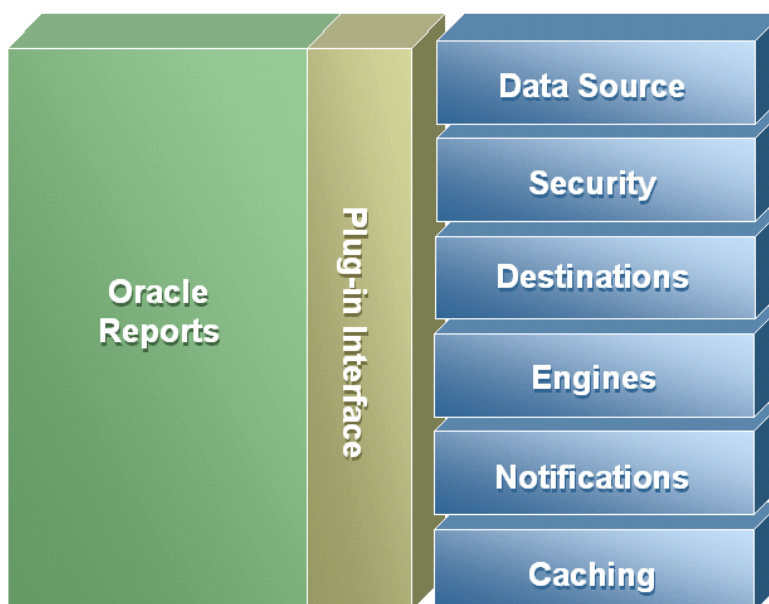 Oracle
Reports
Plug-in Interface
Data Source
Security
Destinations
Engines
Notifications
Caching